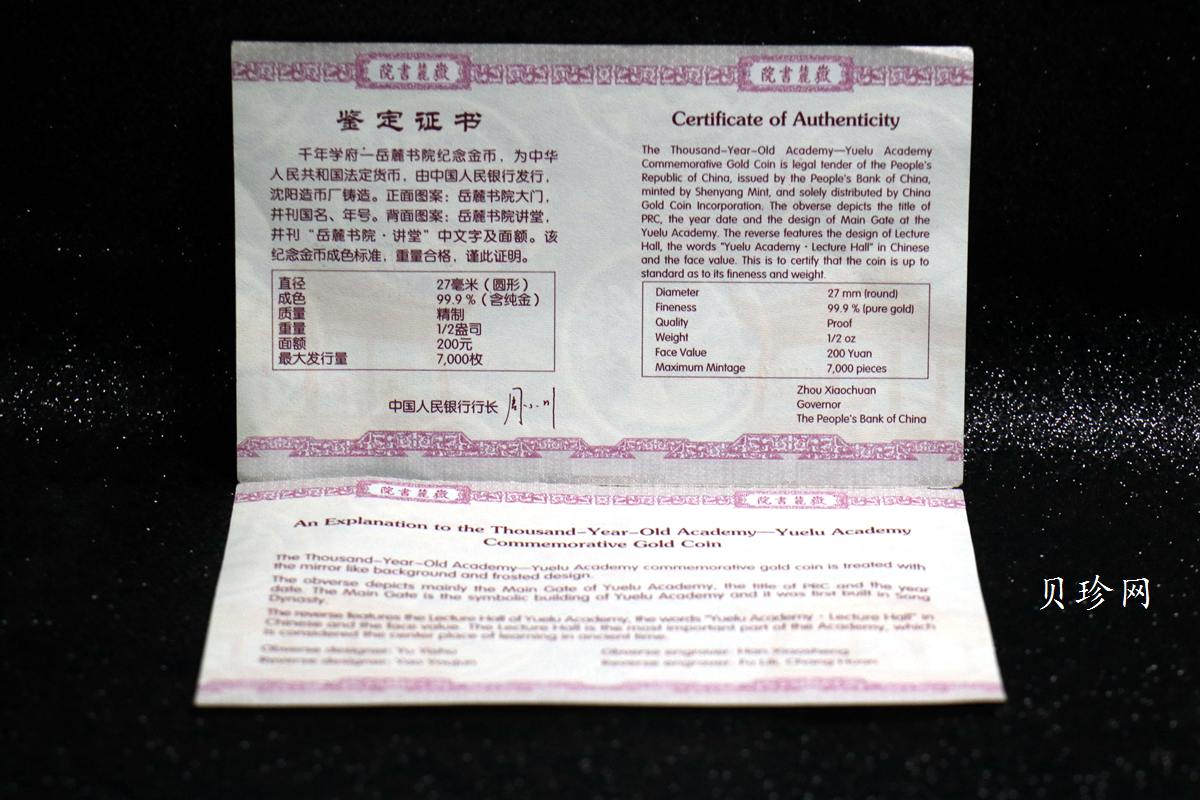 院書麓嶽
院書麓嶽
鉴定证书
千年学府—岳麓书院纪念金币，为中华
人民共和国法定货币，由中国人民银行发行，
沈阳造币厂铸造。正面图案：岳麓书院大门，
并刊国名、年号。背面图案：岳麓书院讲堂，
并刊“岳麓书院·讲堂”中文字及面额。该
纪念金币成色标准，重量合格，谨此证明。
直径 27毫米（圆形）
成色 99.9%（含纯金）
质量 精制
重量 1/2盎司
面额 200元
最大发行量 7,000枚
中国人民银行行长
Certificate of Authenticity
The Thousand-Year-Old Academy—Yuelu Academy
Commemorative Gold Coin is legal tender of the People's
Republic of China, issued by the People's Bank of China,
minted by Shenyang Mint, and solely distributed by China
Gold Coin Incorporation. The obverse depicts the title of
PRC, the year date and the design of Main Gate at the
Yuelu Academy. The reverse features the design of Lecture
Hall, the words "Yuelu Academy · Lecture Hall" in Chinese
and the face value. This is to certify that the coin is up to
standard as to its fineness and weight.
Diameter 27 mm (round)
Fineness 99.9 % (pure gold)
Quality Proof
Weight 1/2 oz
Face Value 200 Yuan
Maximum Mintage 7,000 pieces
Zhou Xiaochuan
Governor
The People's Bank of China
院書麓嶽
院書麓嶽
An Explanation to the Thousand-Year-Old Academy—Yuelu Academy
Commemorative Gold Coin
The Thousand-Year-Old Academy—Yuelu Academy commemorative gold coin is treated with
the mirror like background and frosted design.
The obverse depicts mainly the Main Gate of Yuelu Academy, the title of PRC and the year
date. The Main Gate is the symbolic building of Yuelu Academy and it was first built in Song
Dynasty.
The reverse features the Lecture Hall of Yuelu Academy, the words "Yuelu Academy · Lecture Hall" in
Chinese and the face value. The Lecture Hall is the most important part of the Academy, which
is considered the center place of learning in ancient time.
Obverse designer: Obverse engraver:
Reverse designer: Reverse engraver:
贝珍网